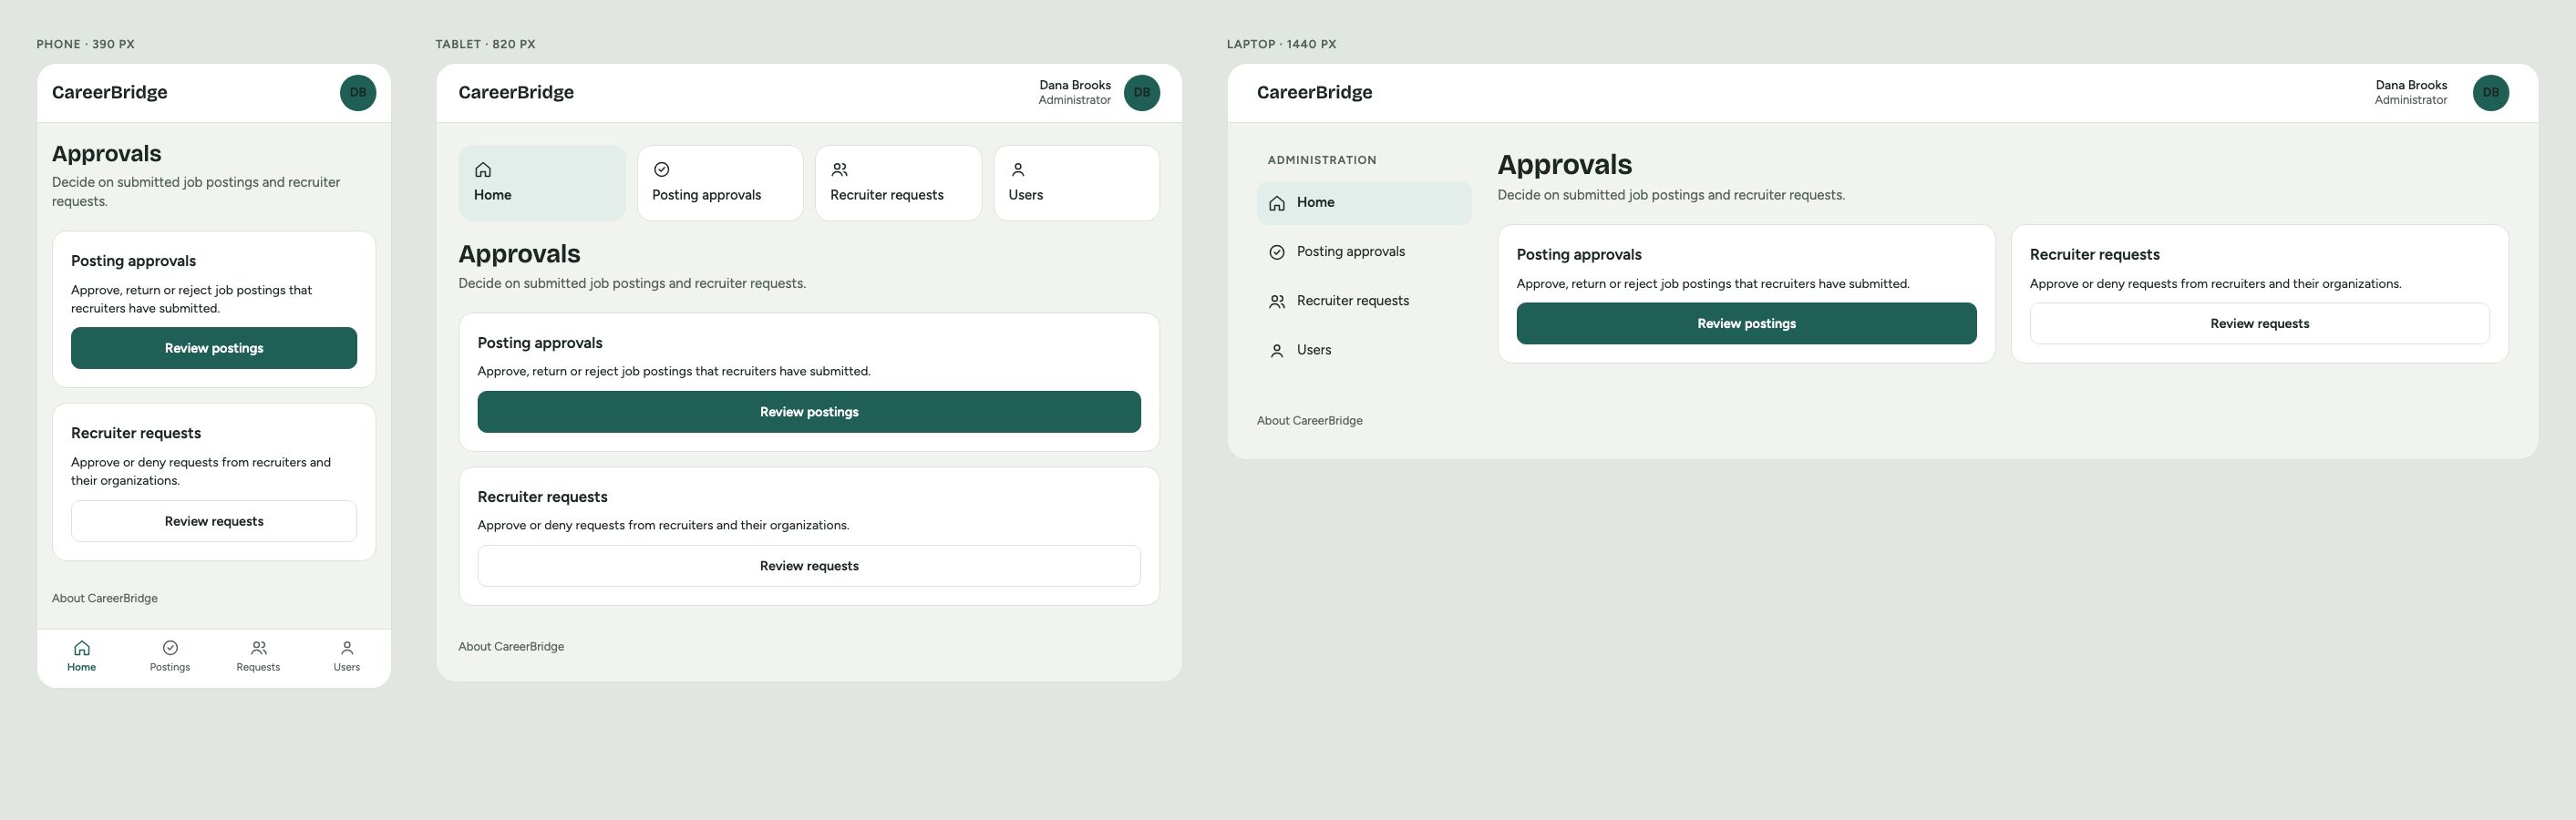 PHONE · 390 PX
CareerBridge
DB
Approvals
Decide on submitted job postings and recruiter
requests.
Posting approvals
Approve, return or reject job postings that
recruiters have submitted.
Review postings
Recruiter requests
Approve or deny requests from recruiters and
their organizations.
Review requests
About CareerBridge
Home
Postings
Requests
Users
TABLET · 820 PX
CareerBridge
Dana Brooks
Administrator
DB
Home
Posting approvals
Recruiter requests
Users
Approvals
Decide on submitted job postings and recruiter requests.
Posting approvals
Approve, return or reject job postings that recruiters have submitted.
Review postings
Recruiter requests
Approve or deny requests from recruiters and their organizations.
Review requests
About CareerBridge
LAPTOP · 1440 PX
CareerBridge
Dana Brooks
Administrator
DB
ADMINISTRATION
Home
Posting approvals
Recruiter requests
Users
About CareerBridge
Approvals
Decide on submitted job postings and recruiter requests.
Posting approvals
Approve, return or reject job postings that recruiters have submitted.
Review postings
Recruiter requests
Approve or deny requests from recruiters and their organizations.
Review requests